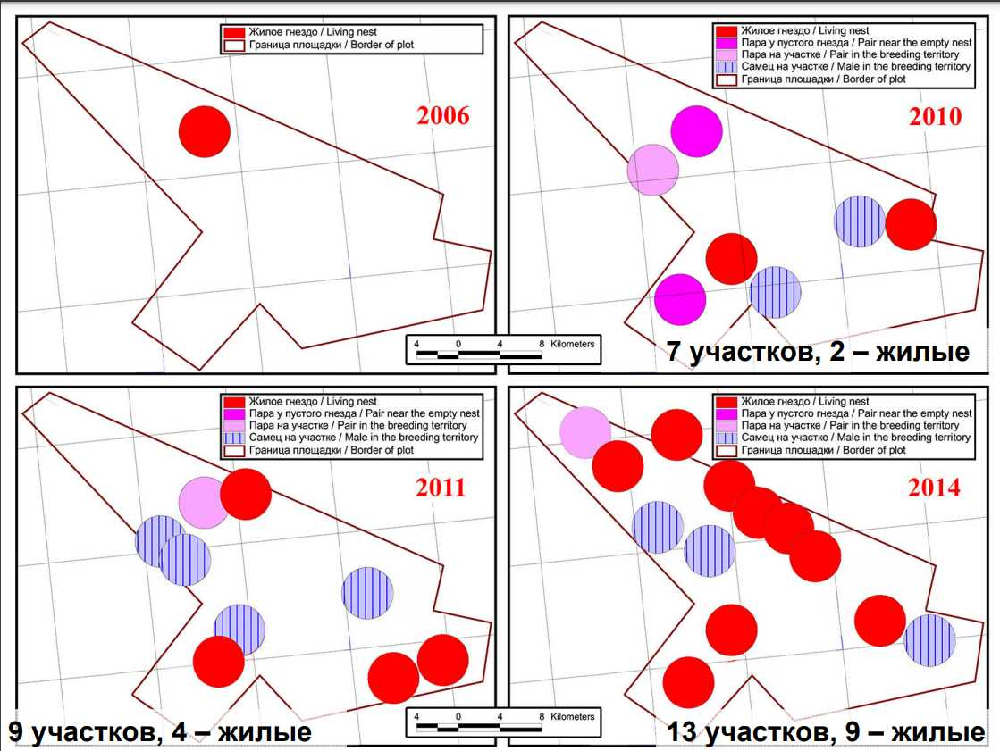 Жилое гнездо / Living nest
Граница площадки / Border of plot
2006
Жилое гнездо / Living nest
Пара у пустого гнезда / Pair near the empty nest
Пара на участке / Pair in the breeding territory
Самец на участке / Male in the breeding territory
Граница площадки / Border of plot
2010
4 0 4 8 Kilometers
7 участков, 2 – жилые
Жилое гнездо / Living nest
Пара у пустого гнезда / Pair near the empty nest
Пара на участке / Pair in the breeding territory
Самец на участке / Male in the breeding territory
Граница площадки / Border of plot
2011
Жилое гнездо / Living nest
Пара у пустого гнезда / Pair near the empty nest
Пара на участке / Pair in the breeding territory
Самец на участке / Male in the breeding territory
Граница площадки / Border of plot
2014
4 0 4 8 Kilometers
9 участков, 4 – жилые
13 участков, 9 – жилые